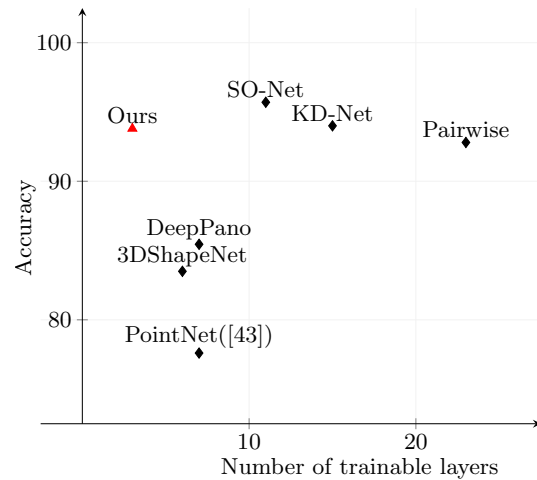 100
SO-Net
Ours
KD-Net
Pairwise
90
DeepPano
3DShapeNet
80
PointNet([43])
Accuracy
10
20
Number of trainable layers